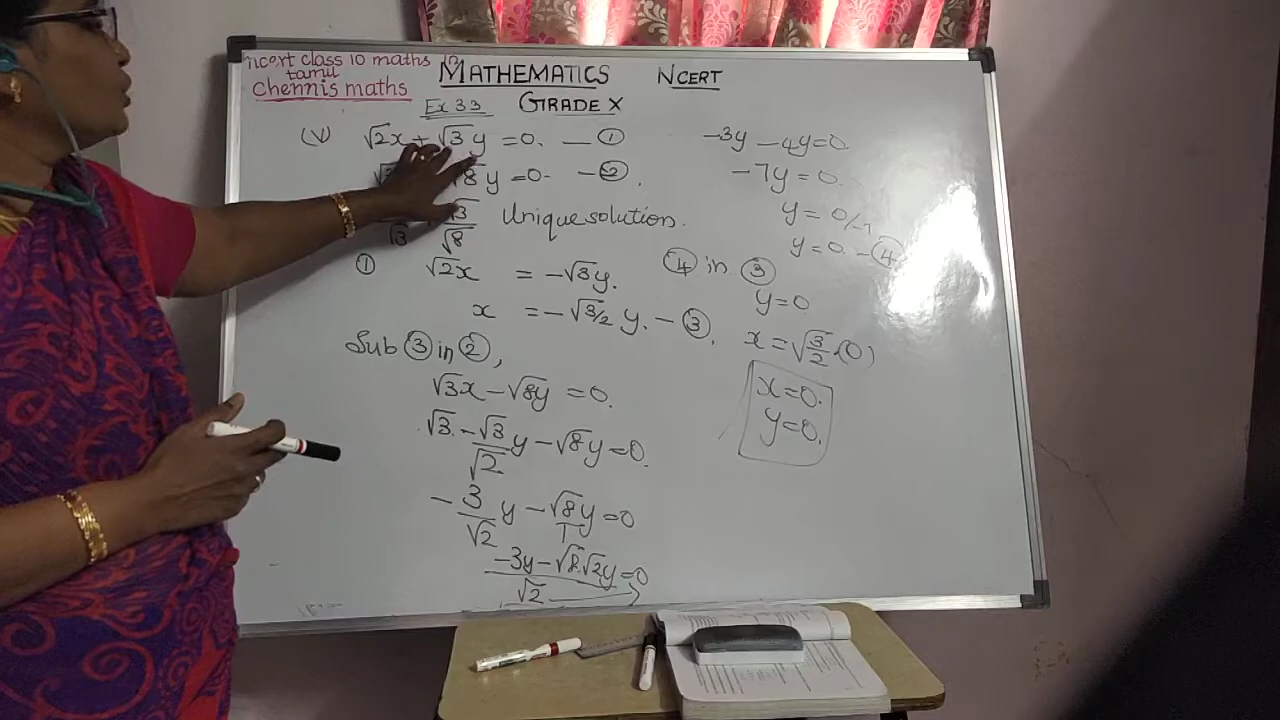 ncert class 10 maths
tamil
chennis maths
MATHEMATICS NCERT
Ex 3.3 GRADE X
(V) √2x + √3y = 0. — ①
√8y = 0. — ②
√3/√8 Unique solution.
① √2x = -√3y.
x = -√3/2 y. — ③
Sub ③ in ②,
√3x - √8y = 0.
√3. -√3/√2 y - √8y = 0.
-3/√2 y - √8y/1 = 0
-3y - √8√2y/√2 = 0
-3y - 4y = 0.
-7y = 0.
y = 0/-7
y = 0. - ④
④ in ③
y = 0
x = √3/2 (0)
x = 0.
y = 0.